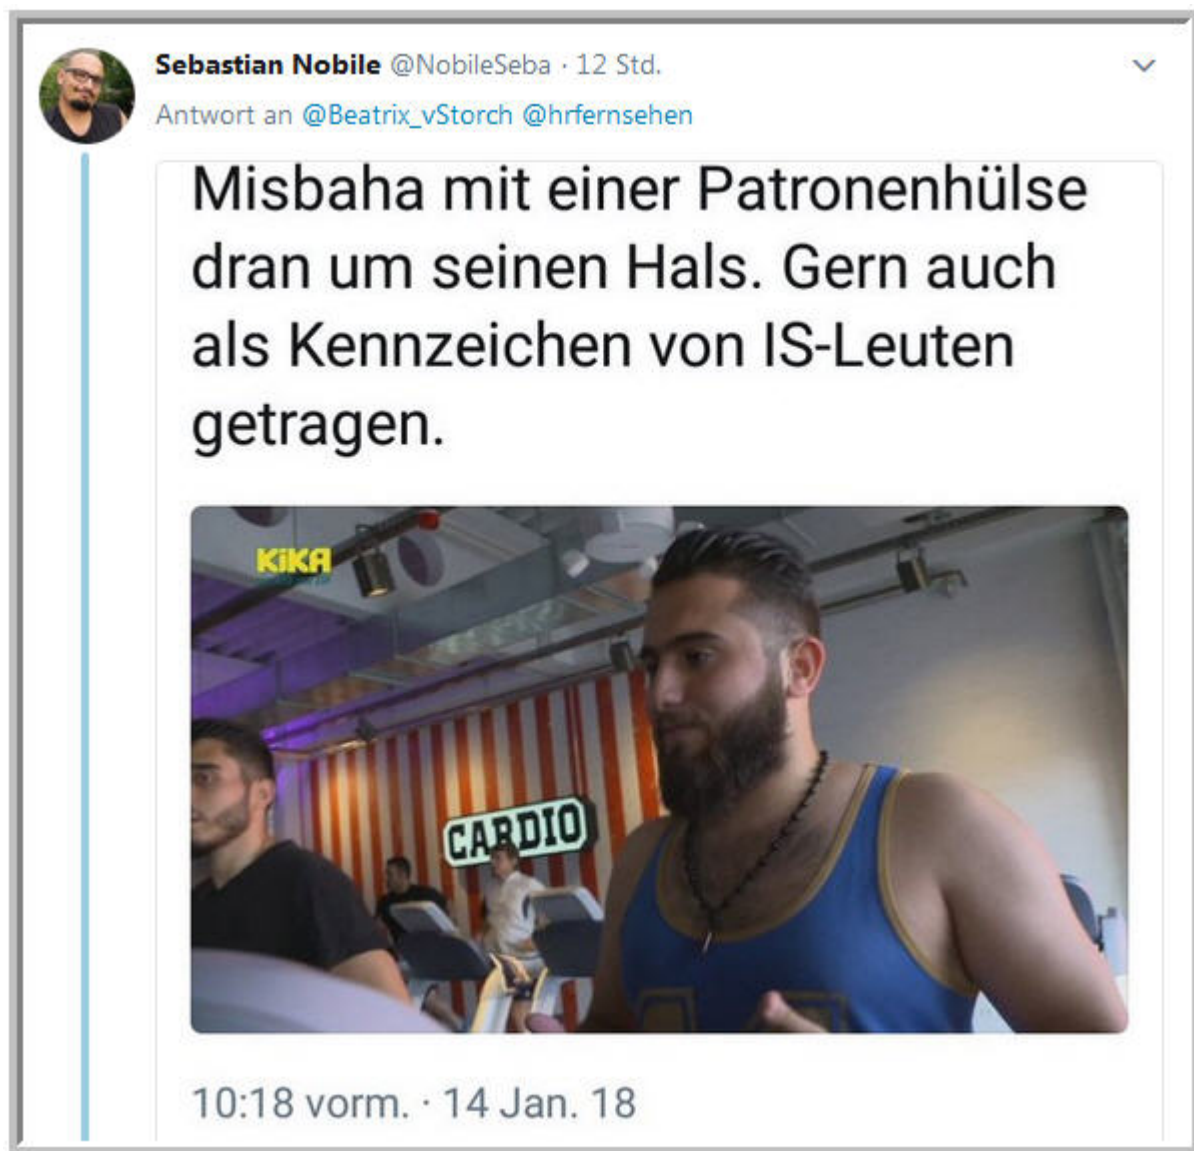 Sebastian Nobile @NobileSeba · 12 Std.
Antwort an @Beatrix_vStorch @hrfernsehen
Misbaha mit einer Patronenhülse
dran um seinen Hals. Gern auch
als Kennzeichen von IS-Leuten
getragen.
KiKA
CARDIO
10:18 vorm. · 14 Jan. 18